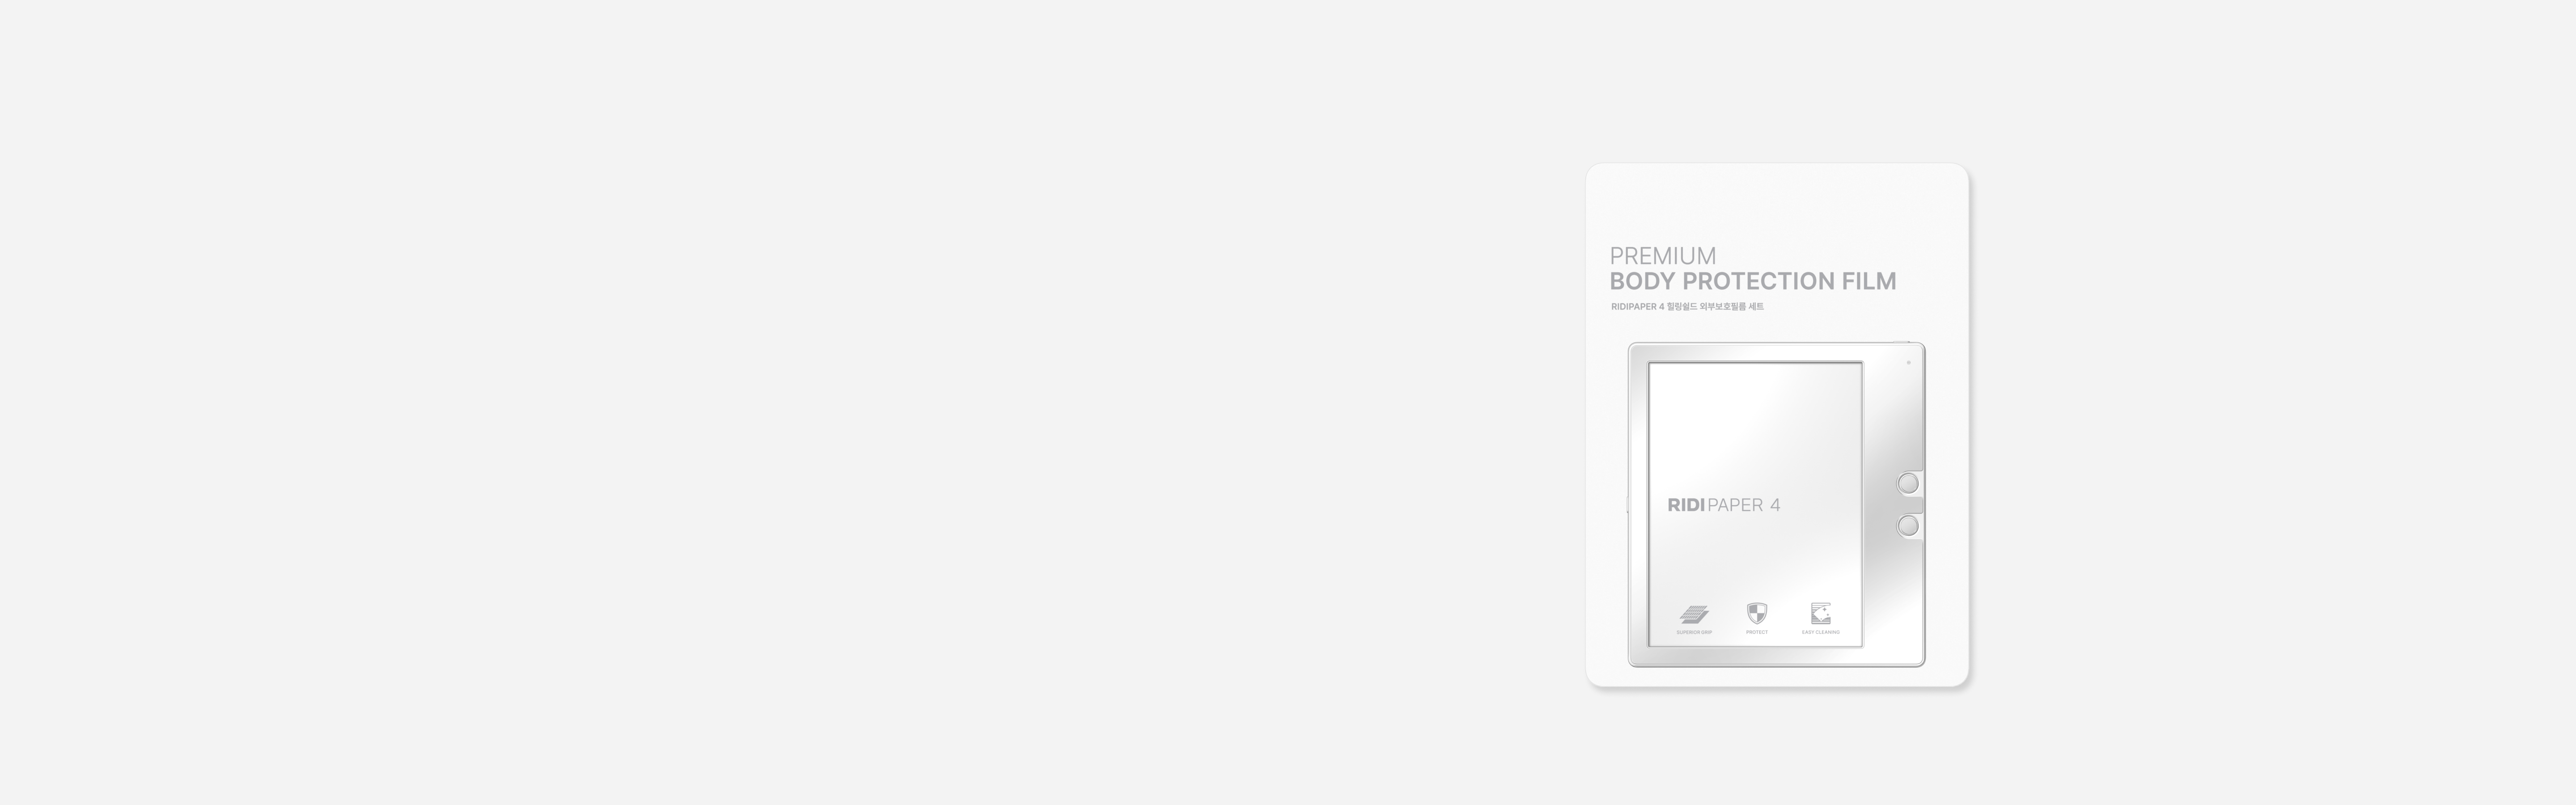 PREMIUM
BODY PROTECTION FILM
RIDIPAPER 4 힐링쉴드 외부보호필름 세트
RIDIPAPER 4
SUPERIOR GRIP
PROTECT
EASY CLEANING